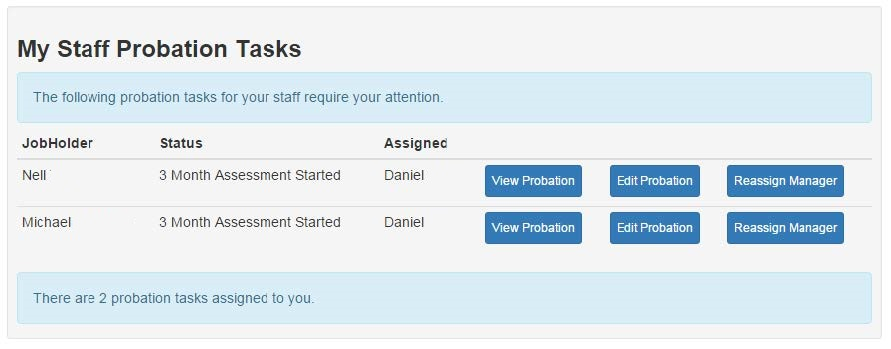 My Staff Probation Tasks
The following probation tasks for your staff require your attention.
JobHolder Status Assigned
Nell 3 Month Assessment Started Daniel View Probation Edit Probation Reassign Manager
Michael 3 Month Assessment Started Daniel View Probation Edit Probation Reassign Manager
There are 2 probation tasks assigned to you.